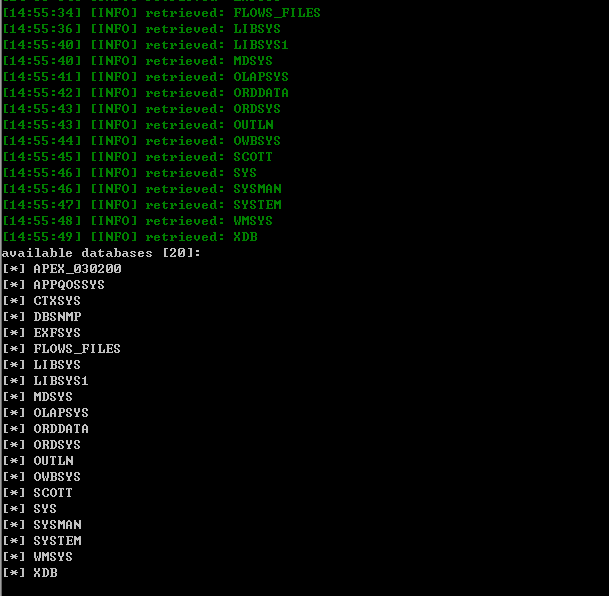 [14:55:34] [INFO] retrieved: FLOWS_FILES
[14:55:36] [INFO] retrieved: LIBSYS
[14:55:40] [INFO] retrieved: LIBSYS1
[14:55:40] [INFO] retrieved: MDSYS
[14:55:41] [INFO] retrieved: OLAPSYS
[14:55:42] [INFO] retrieved: ORDDATA
[14:55:43] [INFO] retrieved: ORDSYS
[14:55:43] [INFO] retrieved: OUTLN
[14:55:44] [INFO] retrieved: OWBSYS
[14:55:45] [INFO] retrieved: SCOTT
[14:55:46] [INFO] retrieved: SYS
[14:55:46] [INFO] retrieved: SYSMAN
[14:55:47] [INFO] retrieved: SYSTEM
[14:55:48] [INFO] retrieved: WMSYS
[14:55:49] [INFO] retrieved: XDB
available databases [20]:
[*] APEX_030200
[*] APPQOSSYS
[*] CTXSYS
[*] DBSNMP
[*] EXFSYS
[*] FLOWS_FILES
[*] LIBSYS
[*] LIBSYS1
[*] MDSYS
[*] OLAPSYS
[*] ORDDATA
[*] ORDSYS
[*] OUTLN
[*] OWBSYS
[*] SCOTT
[*] SYS
[*] SYSMAN
[*] SYSTEM
[*] WMSYS
[*] XDB